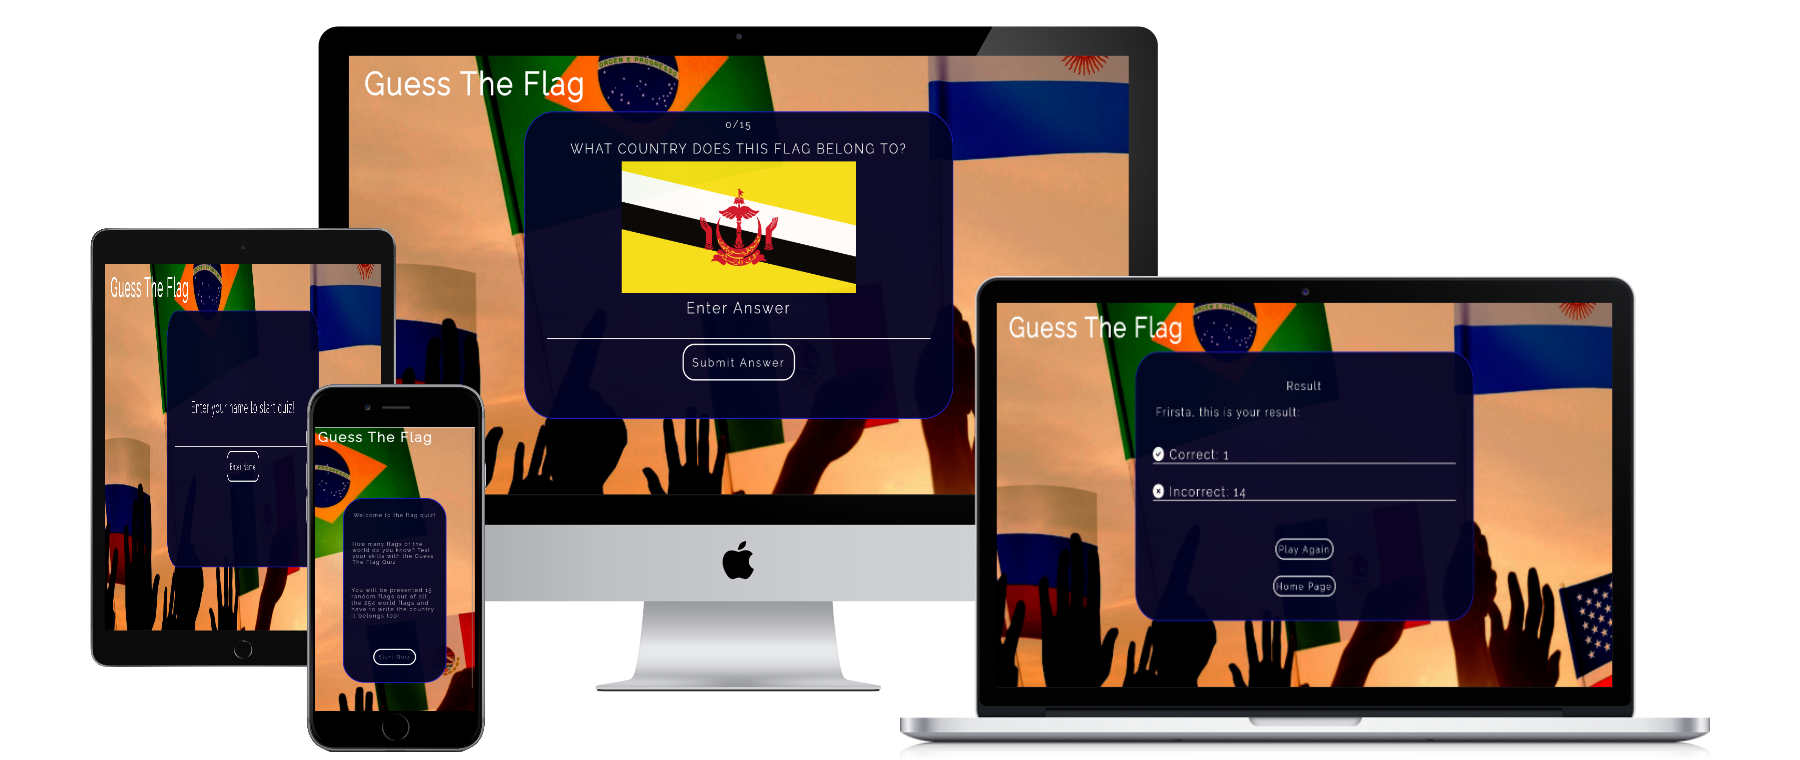 Guess The Flag
0/15
WHAT COUNTRY DOES THIS FLAG BELONG TO?
Enter Answer
Submit Answer
ORDEM E PROGRESSO
Guess The Flag
Enter your name to start quiz!
Enter Name
Guess The Flag
Welcome to the flag quiz!
How many flags of the
world do you know? Test
your skills with the Guess
The Flag Quiz
You will be presented 15
random flags out of all
the 254 world flags and
have to write the country
it belongs too!
Start Quiz
Guess The Flag
Result
Frirsta, this is your result:
Correct: 1
Incorrect: 14
Play Again
Home Page